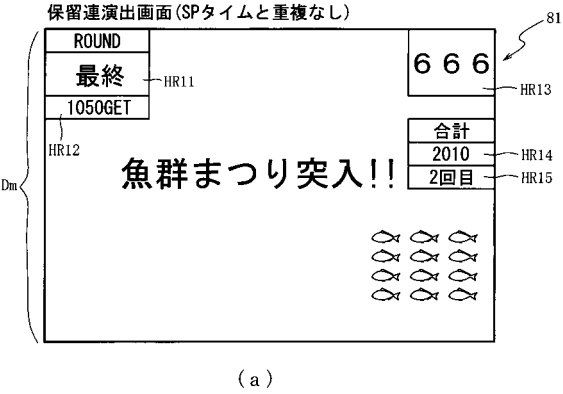 保留連演出画面(SPタイムと重複なし)
81
ROUND
最終
HR11
1050GET
HR12
666
HR13
合計
2010
HR14
2回目
HR15
魚群まつり突入!!
Dm
(a)